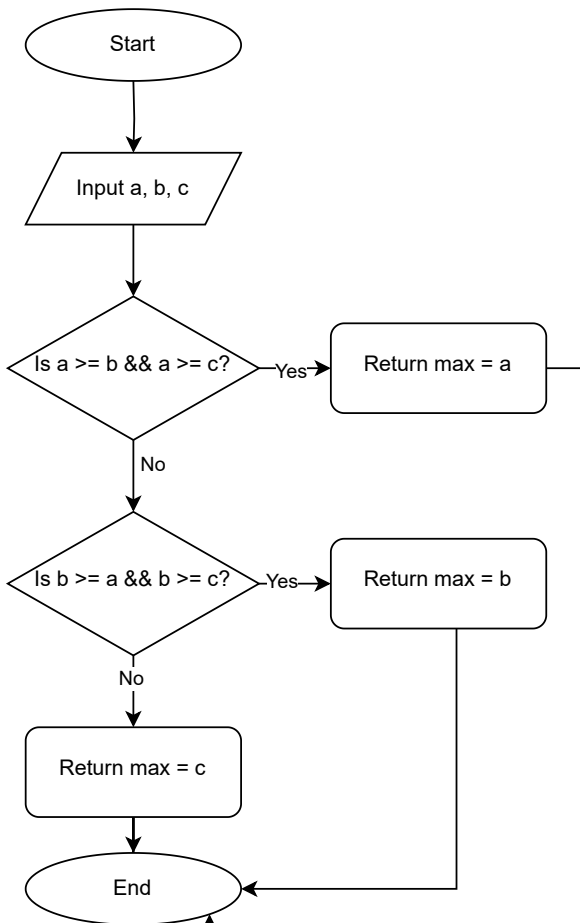 Start
Input a, b, c
Is a >= b && a >= c?
Yes
Return max = a
No
Is b >= a && b >= c?
Yes
Return max = b
No
Return max = c
End